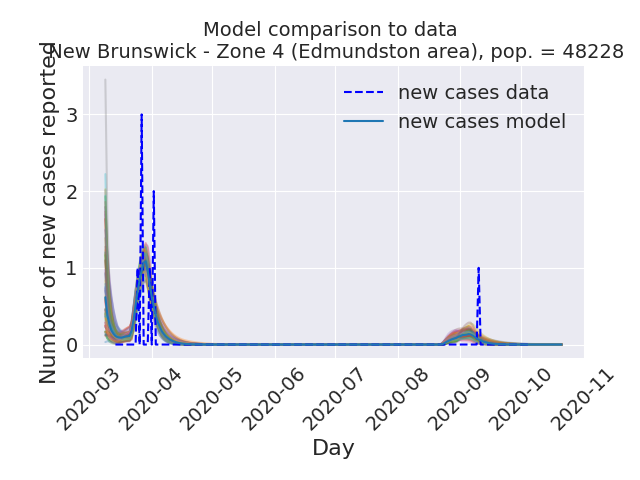 Model comparison to data
New Brunswick - Zone 4 (Edmundston area), pop. = 48228
new cases data
new cases model
Number of new cases reported
3
2
1
0
2020-03
2020-04
2020-05
2020-06
2020-07
2020-08
2020-09
2020-10
2020-11
Day